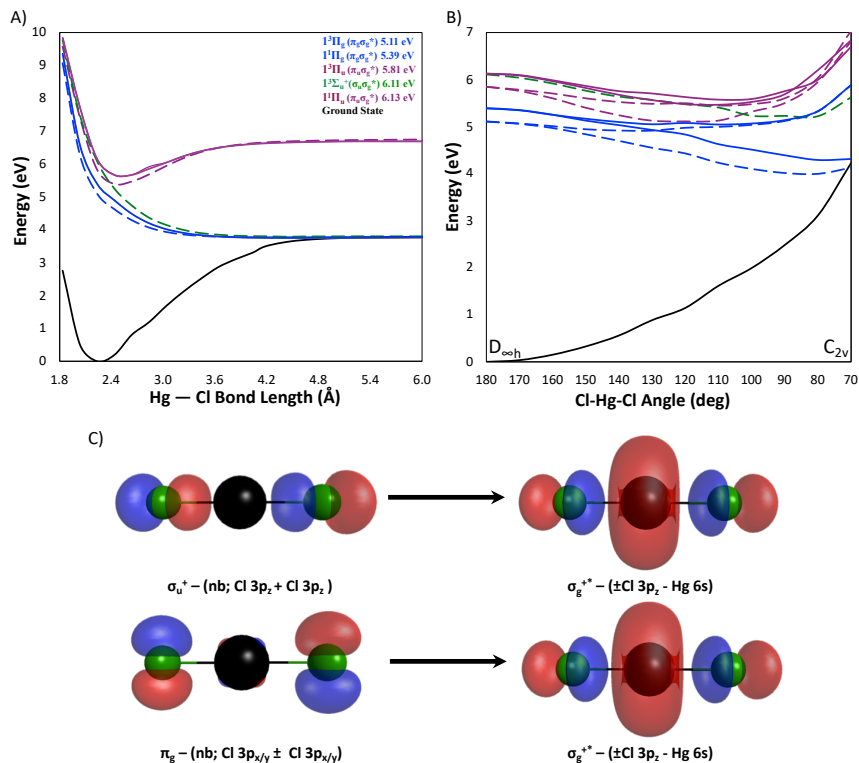 A)
10
9
8
7
6
5
4
3
2
1
0
Energy (eV)
1.8 2.4 3.0 3.6 4.2 4.8 5.4 6.0
Hg — Cl Bond Length (Å)
1³Πg (πgσg*) 5.11 eV
1¹Πg (πgσg*) 5.39 eV
1³Πu (πuσg*) 5.81 eV
1³Σu⁺(σuσg*) 6.11 eV
1¹Πu (πuσg*) 6.13 eV
Ground State
B)
7
6
5
4
3
2
1
0
Energy (eV)
D∞h
C2v
180 170 160 150 140 130 120 110 100 90 80 70
Cl-Hg-Cl Angle (deg)
C)
σu⁺ – (nb; Cl 3pz + Cl 3pz )
σg⁺* – (±Cl 3pz - Hg 6s)
πg – (nb; Cl 3px/y ± Cl 3px/y)
σg⁺* – (±Cl 3pz - Hg 6s)